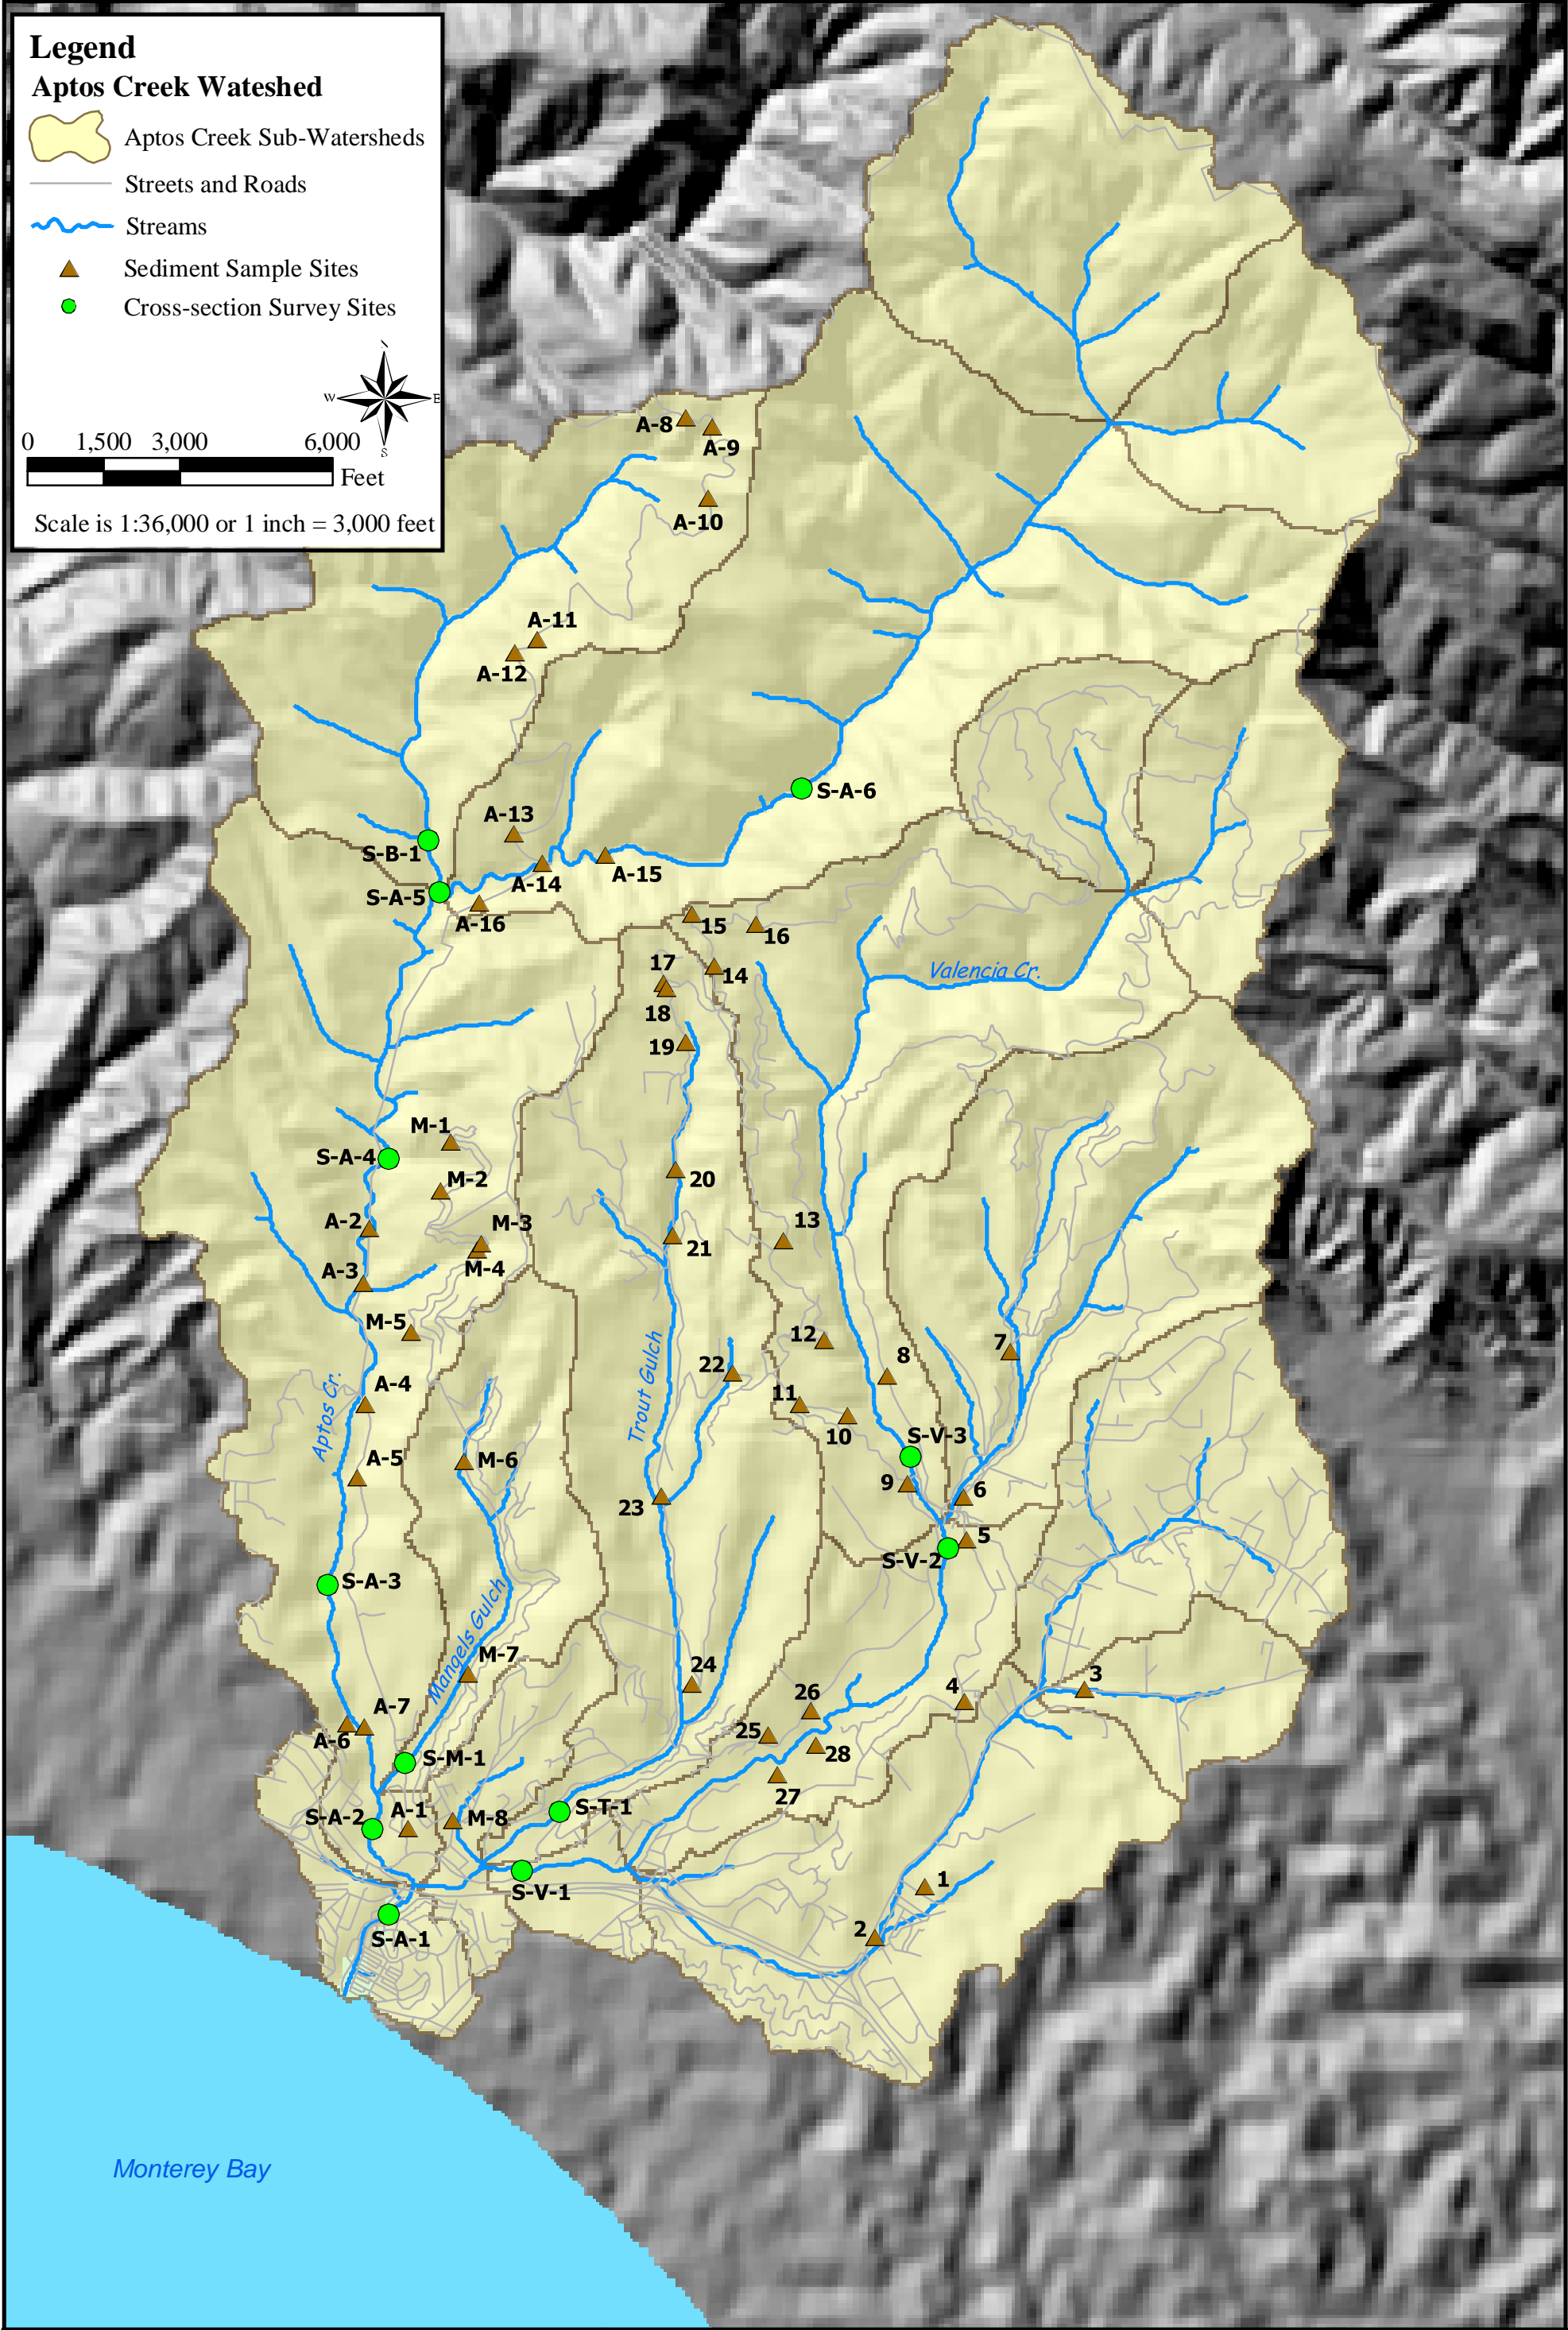 Legend
Aptos Creek Wateshed
Aptos Creek Sub-Watersheds
Streets and Roads
Streams
Sediment Sample Sites
Cross-section Survey Sites
N
W E
S
0 1,500 3,000 6,000
Feet
Scale is 1:36,000 or 1 inch = 3,000 feet
A-8
A-9
A-10
A-11
A-12
S-A-6
A-13
S-B-1
A-15
A-14
S-A-5
A-16
15
16
17
14
Valencia Cr.
18
19
M-1
S-A-4
M-2
20
A-2
M-3
13
21
M-4
A-3
M-5
12
7
22
8
Trout Gulch
A-4
11
Aptos Cr.
10
S-V-3
A-5
M-6
9
6
23
5
S-V-2
S-A-3
Mangels Gulch
M-7
24
3
4
26
A-7
A-6
25
28
S-M-1
27
S-T-1
A-1
S-A-2
M-8
1
S-V-1
2
S-A-1
Monterey Bay